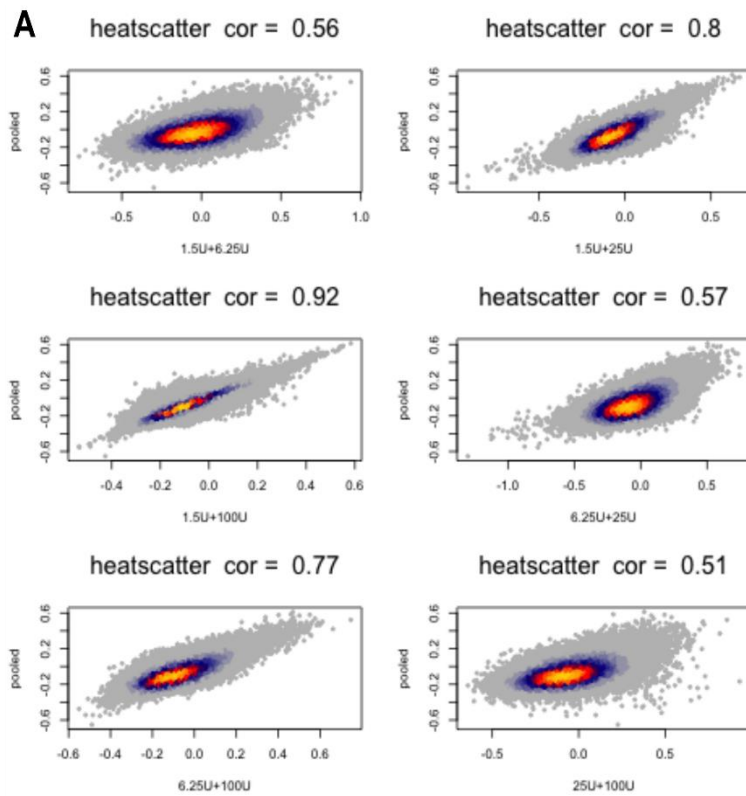 A
heatscatter cor = 0.56
pooled
0.6
0.2
-0.2
-0.6
-0.5 0.0 0.5 1.0
1.5U+6.25U
heatscatter cor = 0.8
pooled
0.6
0.2
-0.2
-0.6
-0.5 0.0 0.5
1.5U+25U
heatscatter cor = 0.92
pooled
0.6
0.2
-0.2
-0.6
-0.4 -0.2 0.0 0.2 0.4 0.6
1.5U+100U
heatscatter cor = 0.57
pooled
0.6
0.2
-0.2
-0.6
-1.0 -0.5 0.0 0.5
6.25U+25U
heatscatter cor = 0.77
pooled
0.6
0.2
-0.2
-0.6
-0.6 -0.4 -0.2 0.0 0.2 0.4 0.6
6.25U+100U
heatscatter cor = 0.51
pooled
0.6
0.2
-0.2
-0.6
-0.5 0.0 0.5
25U+100U